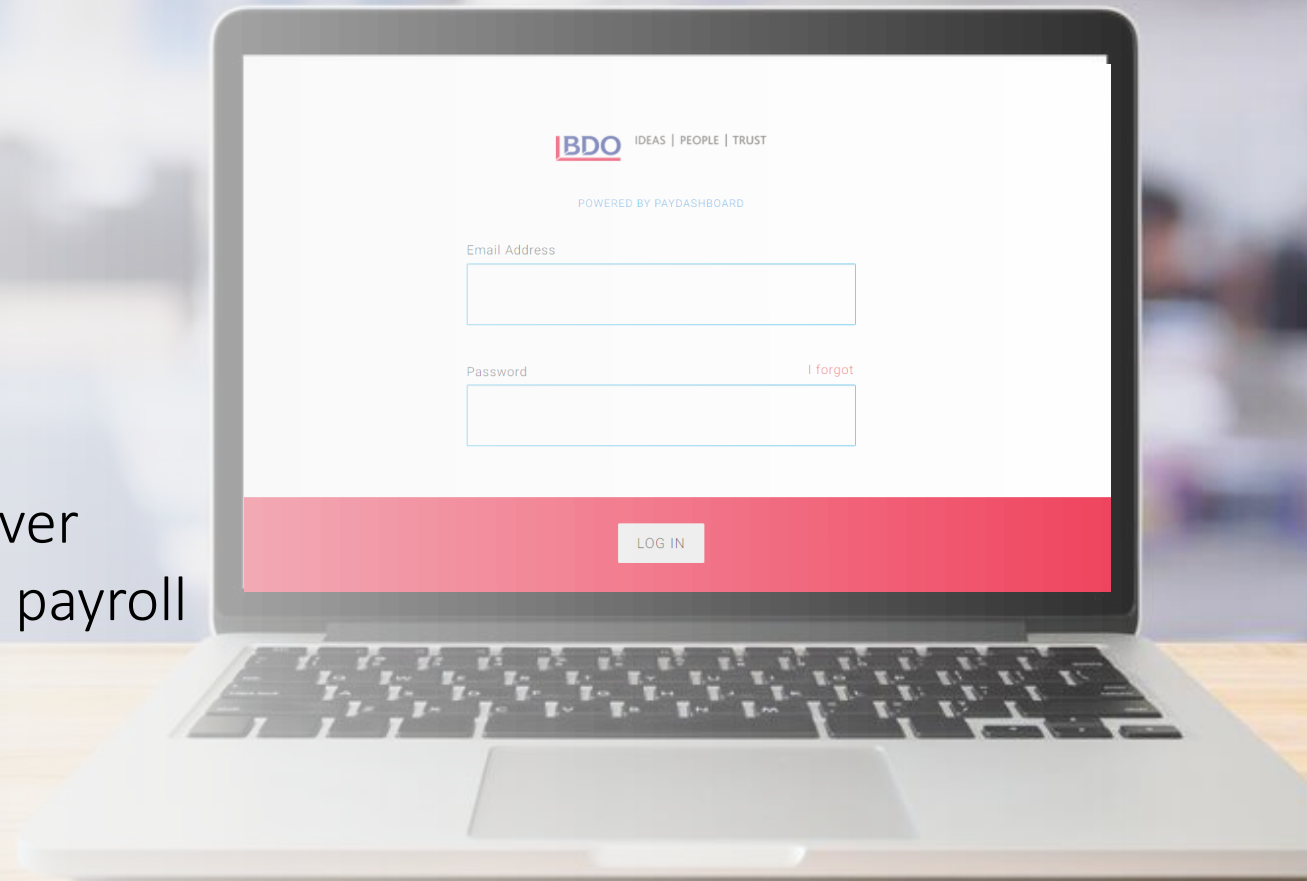 BDO IDEAS | PEOPLE | TRUST
POWERED BY PAYDASHBOARD
Email Address
Password I forgot
LOG IN
ver
payroll